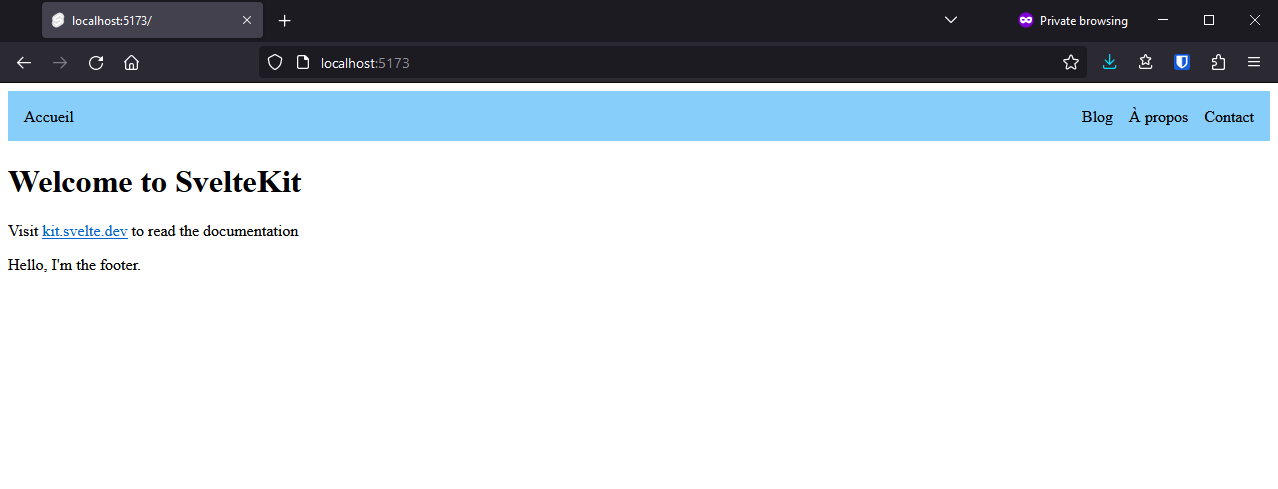 localhost:5173/
Private browsing
localhost:5173
Accueil Blog À propos Contact
Welcome to SvelteKit
Visit kit.svelte.dev to read the documentation
Hello, I'm the footer.